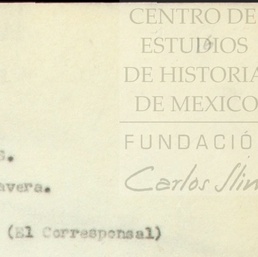 CENTRO DE
ESTUDIOS
DE HISTORIA
DE MEXICO
FUNDACIÓ
Carlos Slim
s.
avera.
(El Corresponsal)